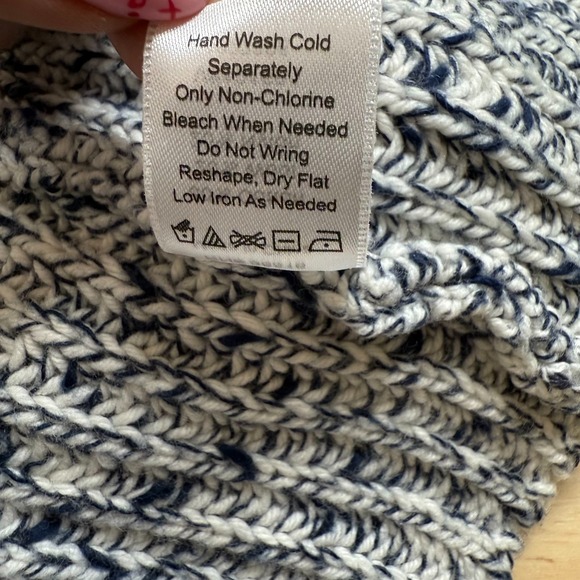 Hand Wash Cold
Separately
Only Non-Chlorine
Bleach When Needed
Do Not Wring
Reshape, Dry Flat
Low Iron As Needed